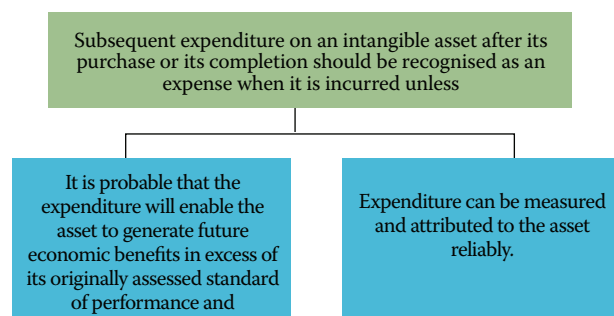 Subsequent expenditure on an intangible asset after its
purchase or its completion should be recognised as an
expense when it is incurred unless
It is probable that the
expenditure will enable the
asset to generate future
economic benefits in excess of
its originally assessed standard
of performance and
Expenditure can be measured
and attributed to the asset
reliably.